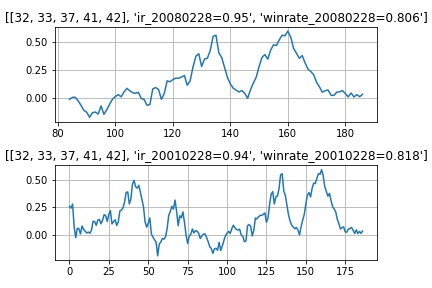 [[32, 33, 37, 41, 42], 'ir_20080228=0.95', 'winrate_20080228=0.806']
0.50
0.25
0.00
80 100 120 140 160 180
[[32, 33, 37, 41, 42], 'ir_20010228=0.94', 'winrate_20010228=0.818']
0.50
0.25
0.00
0 25 50 75 100 125 150 175